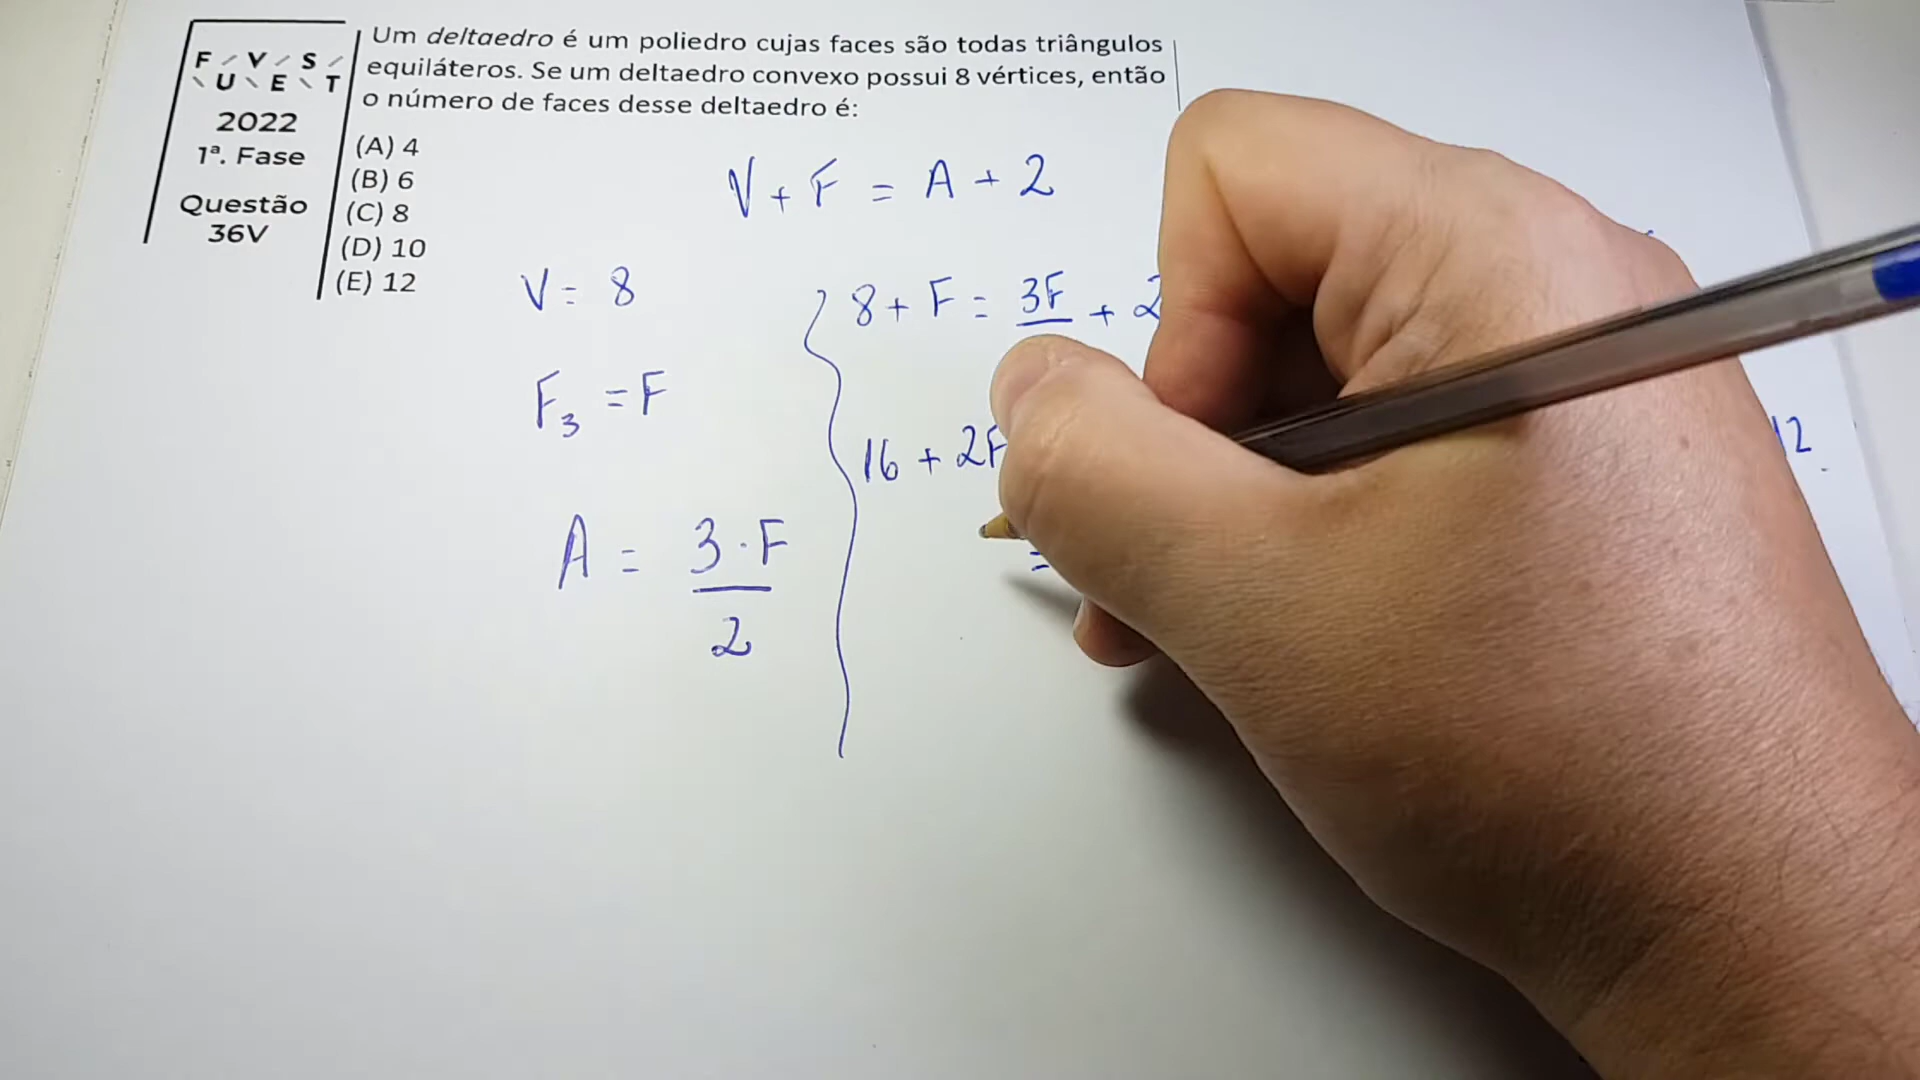 F V S
U E T
2022
1ª. Fase
Questão
36V
Um deltaedro é um poliedro cujas faces são todas triângulos
equiláteros. Se um deltaedro convexo possui 8 vértices, então
o número de faces desse deltaedro é:
(A) 4
(B) 6
(C) 8
(D) 10
(E) 12
V + F = A + 2
V = 8
F₃ = F
A = 3 · F
2
8 + F = 3F + 2
16 + 2F
=
12